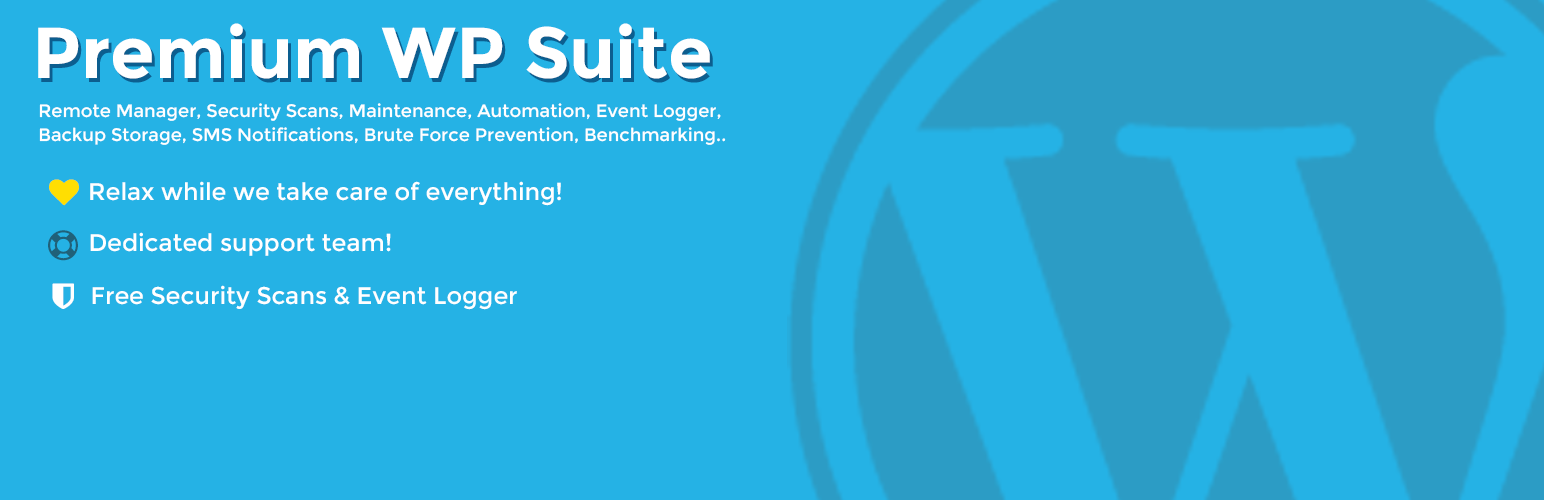 Premium WP Suite
Remote Manager, Security Scans, Maintenance, Automation, Event Logger,
Backup Storage, SMS Notifications, Brute Force Prevention, Benchmarking..
Relax while we take care of everything!
Dedicated support team!
Free Security Scans & Event Logger